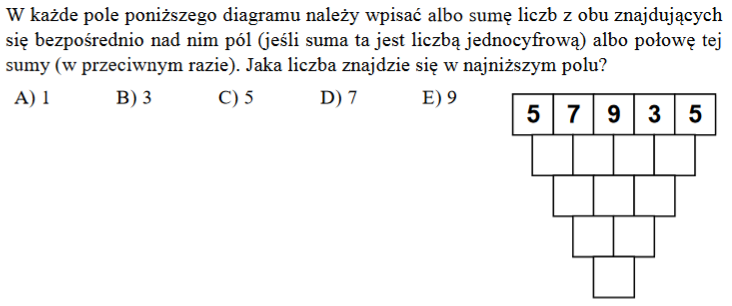 W każde pole poniższego diagramu należy wpisać albo sumę liczb z obu znajdujących
się bezpośrednio nad nim pól (jeśli suma ta jest liczbą jednocyfrową) albo połowę tej
sumy (w przeciwnym razie). Jaka liczba znajdzie się w najniższym polu?
A) 1 B) 3 C) 5 D) 7 E) 9
5 7 9 3 5